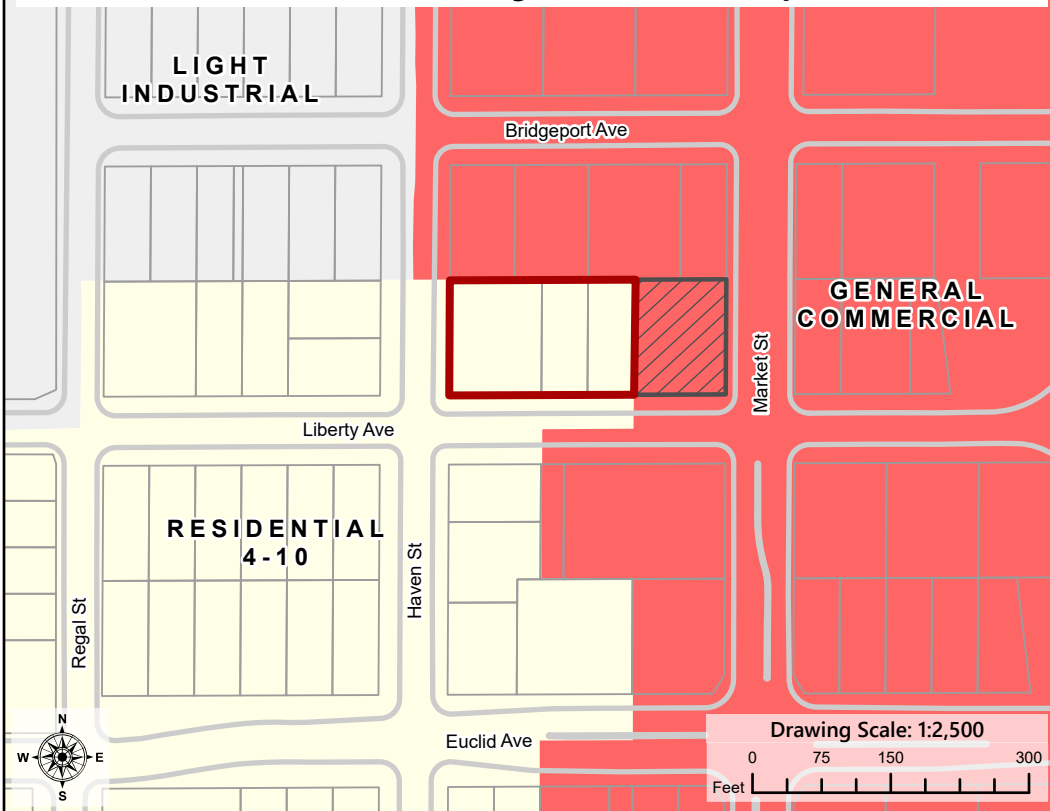 LIGHT
INDUSTRIAL
Bridgeport Ave
GENERAL
COMMERCIAL
Market St
Liberty Ave
RESIDENTIAL
4-10
Haven St
Regal St
N
W E
S
Euclid Ave
Drawing Scale: 1:2,500
0 75 150 300
Feet